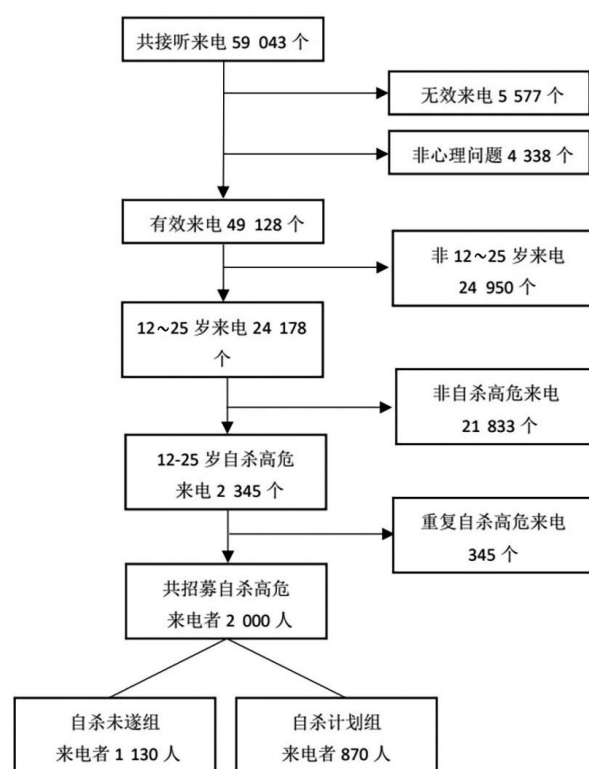 共接听来电 59 043 个
无效来电 5 577 个
非心理问题 4 338 个
有效来电 49 128 个
非 12～25 岁来电
24 950 个
12～25 岁来电 24 178
个
非自杀高危来电
21 833 个
12-25 岁自杀高危
来电 2 345 个
重复自杀高危来电
345 个
共招募自杀高危
来电者 2 000 人
自杀未遂组
来电者 1 130 人
自杀计划组
来电者 870 人